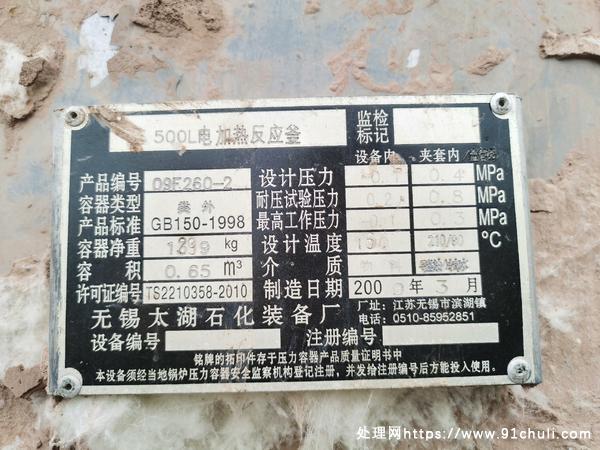 500L电加热反应釜
监检
标记
设备内 夹套内
产品编号 09F260-2 设计压力 0.4 MPa
容器类型 类外 耐压试验压力 0.2 0.8 MPa
产品标准 GB150-1998 最高工作压力 0.3 MPa
容器净重 kg 设计温度 210/80 ℃
容积 0.65 m³ 介质
许可证编号 TS2210358-2010 制造日期 200 年 3 月
无锡太湖石化装备厂
厂址：江苏无锡市滨湖镇
电话：0510-85952851
设备编号 注册编号
铭牌的拓印件存于压力容器产品质量证明书中
本设备须经当地锅炉压力容器安全监察机构登记注册，并发给注册编号后方能投入使用。
处理网https://www.91chuli.com/